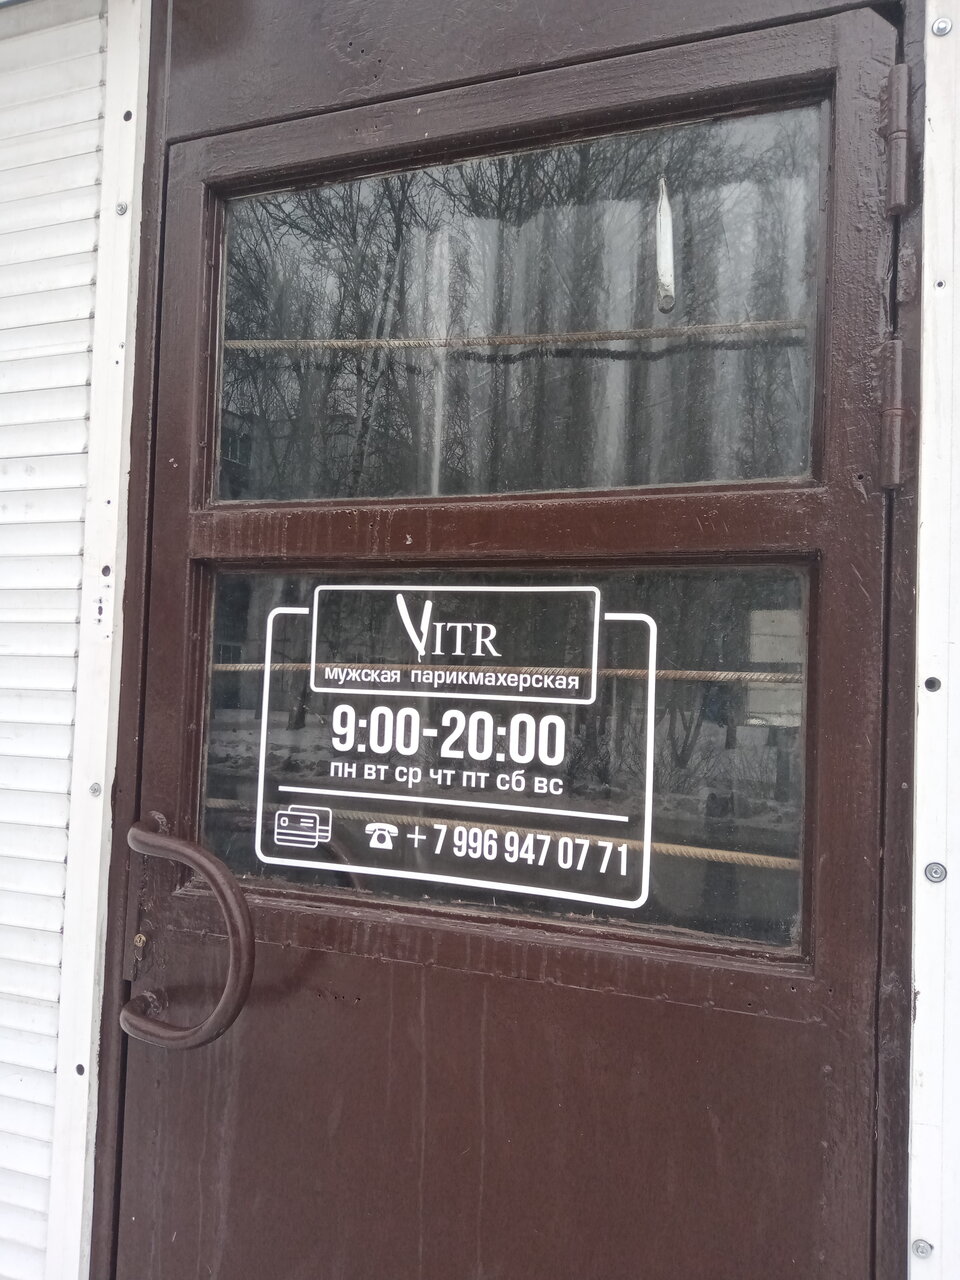 VITR
мужская парикмахерская
9:00-20:00
пн вт ср чт пт сб вс
+7 996 947 07 71